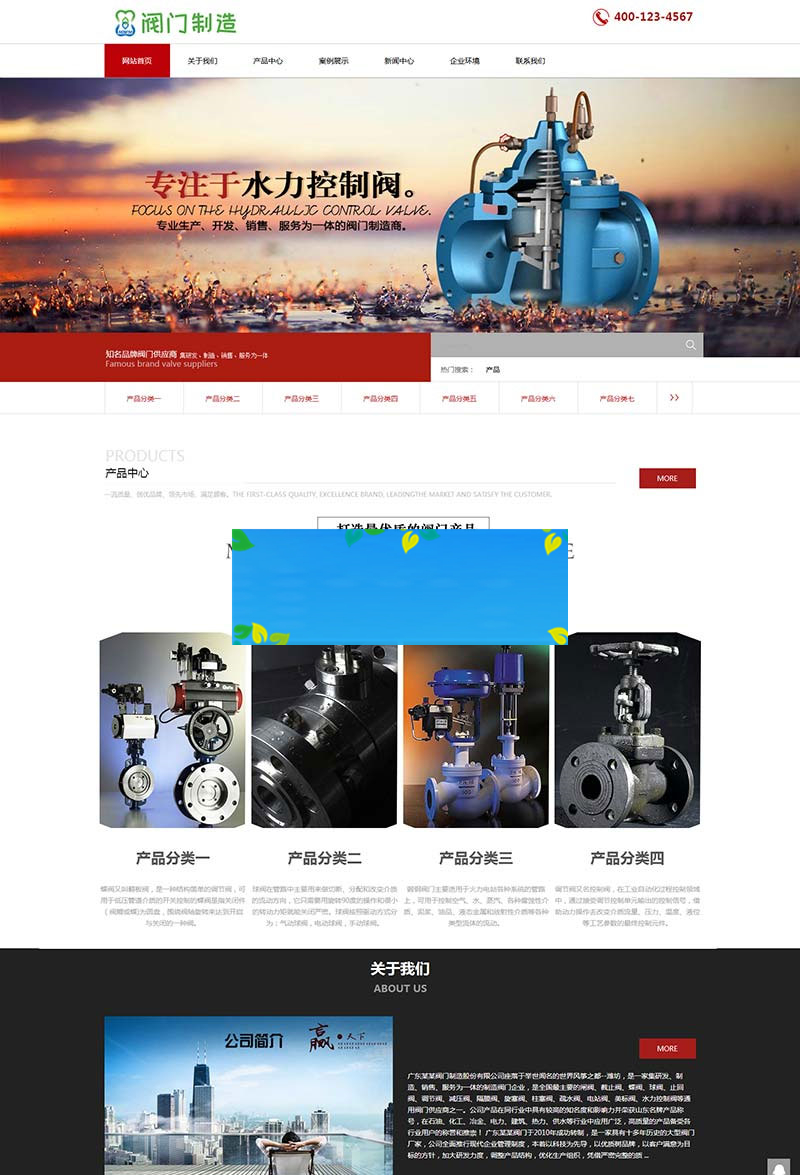 阀门制造
400-123-4567
网站首页 关于我们 产品中心 案例展示 新闻中心 企业环境 联系我们
专注于水力控制阀。
FOCUS ON THE HYDRAULIC CONTROL VALVE.
专业生产、开发、销售、服务为一体的阀门制造商。
知名品牌阀门供应商 集研发、制造、销售、服务为一体
Famous brand valve suppliers
热门搜索： 产品
产品分类一 产品分类二 产品分类三 产品分类四 产品分类五 产品分类六 产品分类七 >>
PRODUCTS
产品中心
MORE
一流质量、创优品牌、领先市场、满足顾客。THE FIRST-CLASS QUALITY, EXCELLENCE BRAND, LEADINGTHE MARKET AND SATISFY THE CUSTOMER.
打造最优质的阀门产品
产品分类一 产品分类二 产品分类三 产品分类四
蝶阀又叫翻板阀，是一种结构简单的调节阀，可
用于低压管道介质的开关控制的蝶阀是指关闭件
（阀瓣或蝶)为圆盘，围绕阀轴旋转来达到开启
与关闭的一种阀。
球阀在管路中主要用来做切断、分配和改变介质
的流动方向，它只需要用旋转90度的操作和很小
的转动力矩就能关闭严密。球阀按照驱动方式分
为：气动球阀，电动球阀，手动球阀。
阀门主要适用于火力电站各种系统的管路
上，可用于控制空气、水、蒸汽、各种腐蚀性介
质、泥浆、油品、液态金属和放射性介质等各种
类型流体的流动。
调节阀又名控制阀，在工业自动化过程控制领域
中，通过接受调节控制单元输出的控制信号，借
助动力操作去改变介质流量、压力、温度、液位
等工艺参数的最终控制元件。
关于我们
ABOUT US
公司简介 赢•天下
MORE
广东某某阀门制造股份有限公司座落于举世闻名的世界风筝之都--潍坊，是一家集研发、制
造、销售、服务为一体的制造阀门企业，是全国最主要的闸阀、截止阀、蝶阀、球阀、止回
阀、调节阀、减压阀、隔膜阀、旋塞阀、柱塞阀、疏水阀、电站阀、美标阀、水力控制阀等通
用阀门供应商之一。公司产品在同行业中具有较高的知名度和影响力并荣获山东名牌产品称
号，在石油、化工、冶金、电力、建筑、热力、供水等行业中应用广泛，高质量的产品备受各
行业用户的称誉和推崇！ 广东某某阀门于2010年成功转制，是一家具有十多年历史的大型阀门
厂家，公司全面推行现代企业管理制度，本着以科技为先导，以优质树品牌，以客户满意为目
标的方针，加大研发力度，调整产品结构，优化生产组织，凭借严密完整的质 ...